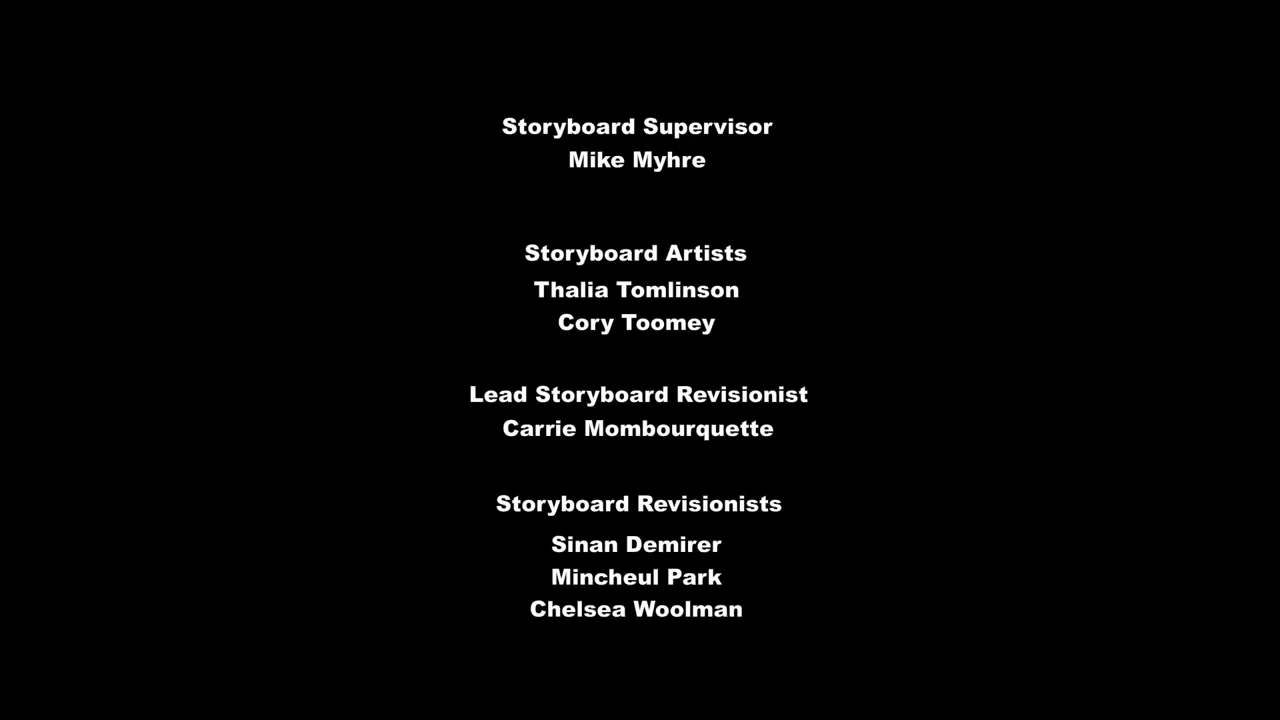 Storyboard Supervisor
Mike Myhre
Storyboard Artists
Thalia Tomlinson
Cory Toomey
Lead Storyboard Revisionist
Carrie Mombourquette
Storyboard Revisionists
Sinan Demirer
Mincheul Park
Chelsea Woolman